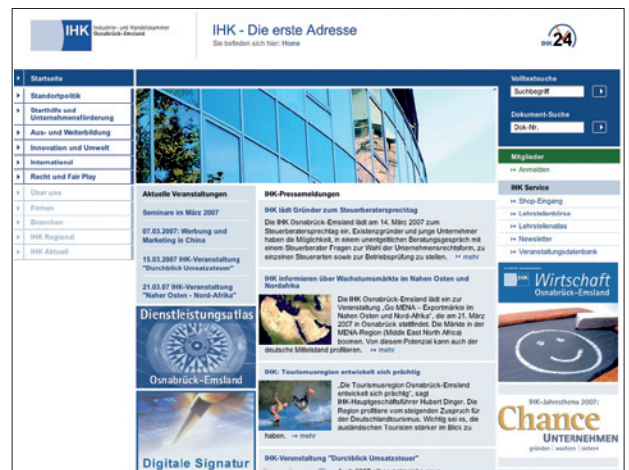 IHK
Industrie- und Handelskammer
Osnabrück-Emsland
IHK - Die erste Adresse
Sie befinden sich hier: Home
IHK 24
Startseite
Standortpolitik
Starthilfe und
Unternehmensförderung
Aus- und Weiterbildung
Innovation und Umwelt
International
Recht und Fair Play
Über uns
Firmen
Branchen
IHK Regional
IHK Aktuell
Aktuelle Veranstaltungen
Seminare im März 2007
07.03.2007: Werbung und
Marketing in China
15.03.2007 IHK-Veranstaltung
"Durchblick Umsatzsteuer"
21.03.07 IHK-Veranstaltung
"Naher Osten - Nord-Afrika"
Dienstleistungsatlas
Osnabrück-Emsland
Digitale Signatur
IHK-Pressemeldungen
IHK lädt Gründer zum Steuerberatersprechtag
Die IHK Osnabrück-Emsland lädt am 14. März 2007 zum
Steuerberatersprechtag ein. Existenzgründer und junge Unternehmer
haben die Möglichkeit, in einem unentgeltlichen Beratungsgespräch mit
einem Steuerberater Fragen zur Wahl der Unternehmensrechtsform, zu
einzelnen Steuerarten sowie zur Betriebsprüfung zu stellen. ↦ mehr
IHK informieren über Wachstumsmärkte im Nahen Osten und
Nordafrika
Die IHK Osnabrück-Emsland lädt ein zur
Veranstaltung „Go MENA – Exportmärkte im
Nahen Osten und Nord-Afrika", die am 21. März
2007 in Osnabrück stattfindet. Die Märkte in der
MENA-Region (Middle East North Africa)
boomen. Von diesem Potenzial kann auch der
deutsche Mittelstand profitieren. ↦ mehr
IHK: Tourismusregion entwickelt sich prächtig
„Die Tourismusregion Osnabrück-Emsland
entwickelt sich prächtig", sagt
IHK-Hauptgeschäftsführer Hubert Dinger. Die
Region profitiere vom steigenden Zuspruch für
den Deutschlandtourismus. Wichtig sei es, die
ausländischen Touristen stärker im Blick zu
haben. ↦ mehr
IHK-Veranstaltung "Durchblick Umsatzsteuer"
Volltextsuche
Suchbegriff
Dokument-Suche
Dok-Nr.
Mitglieder
↦ Anmelden
IHK Service
↦ Shop-Eingang
↦ Lehrstellenbörse
↦ Lehrstellenatlas
↦ Newsletter
↦ Veranstaltungsdatenbank
IHK Wirtschaft
Osnabrück-Emsland
IHK-Jahresthema 2007:
Chance
UNTERNEHMEN
gründen | wachsen | sichern